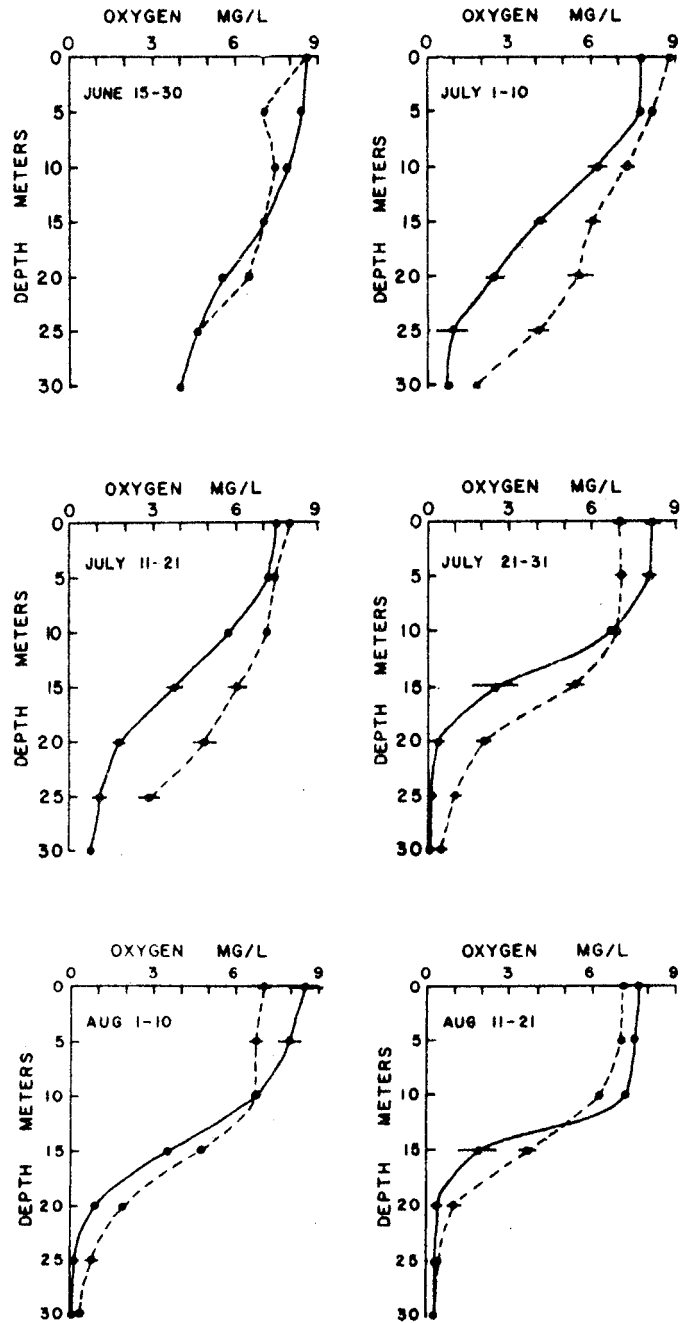 OXYGEN MG/L
0 3 6 9
JUNE 15-30
DEPTH METERS
0
5
10
15
20
25
30
OXYGEN MG/L
0 3 6 9
JULY 1-10
DEPTH METERS
0
5
10
15
20
25
30
OXYGEN MG/L
0 3 6 9
JULY 11-21
DEPTH METERS
0
5
10
15
20
25
30
OXYGEN MG/L
0 3 6 9
JULY 21-31
DEPTH METERS
0
5
10
15
20
25
30
OXYGEN MG/L
0 3 6 9
AUG 1-10
DEPTH METERS
0
5
10
15
20
25
30
OXYGEN MG/L
0 3 6 9
AUG 11-21
DEPTH METERS
0
5
10
15
20
25
30